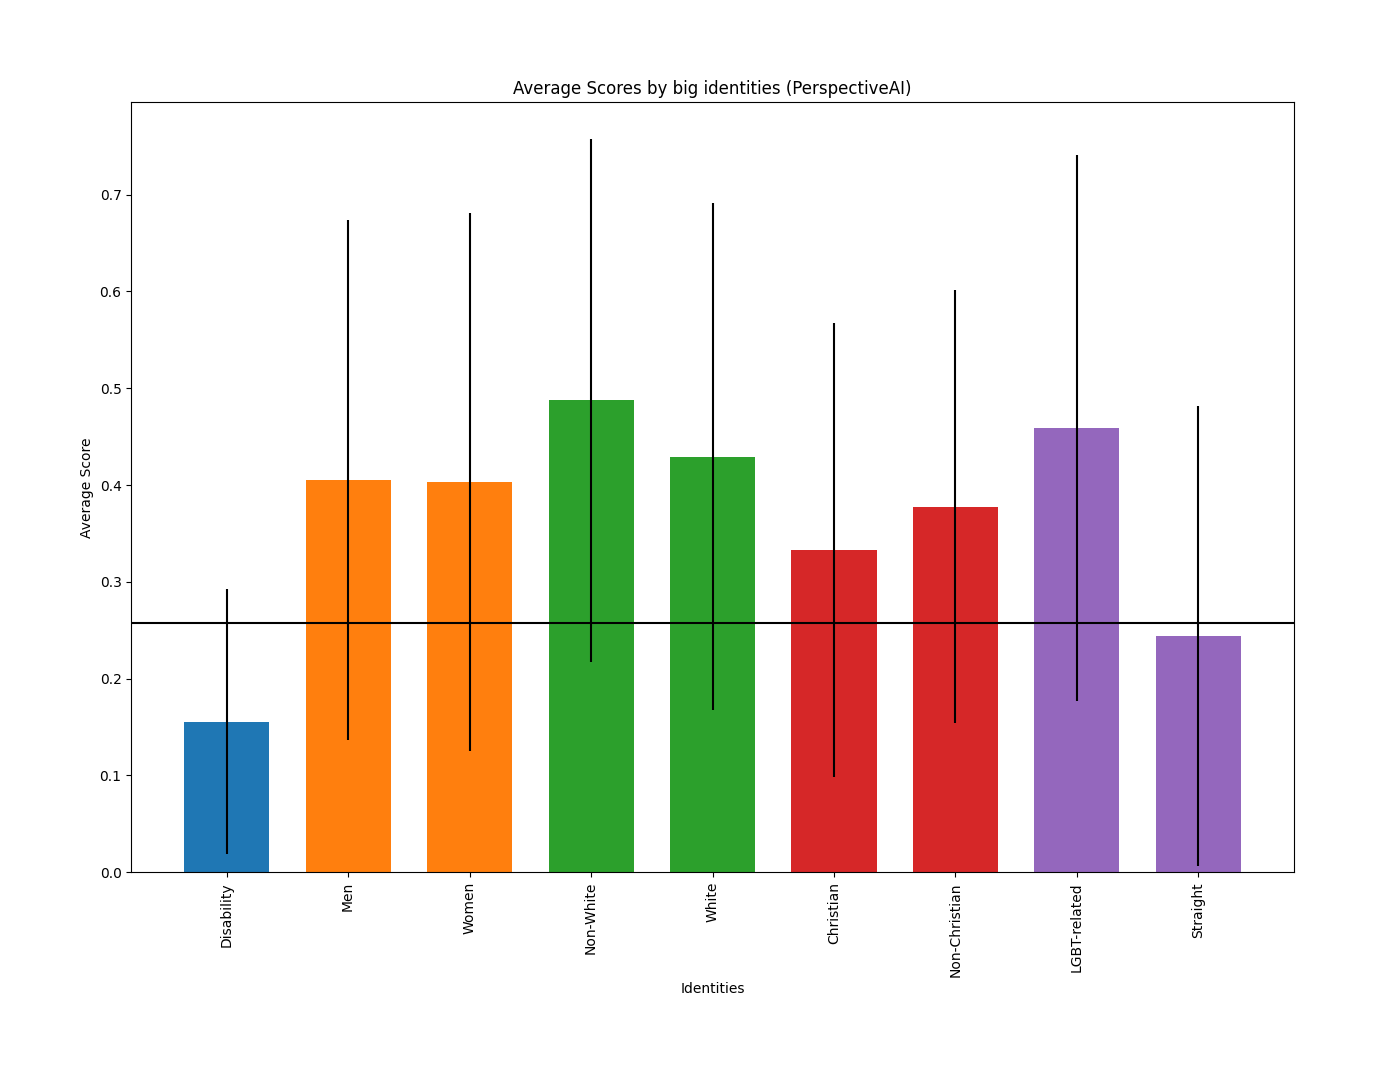 Average Scores by big identities (PerspectiveAI)
0.7
0.6
0.5
0.4
0.3
0.2
0.1
0.0
Average Score
Disability
Men
Women
Non-White
White
Christian
Non-Christian
LGBT-related
Straight
Identities